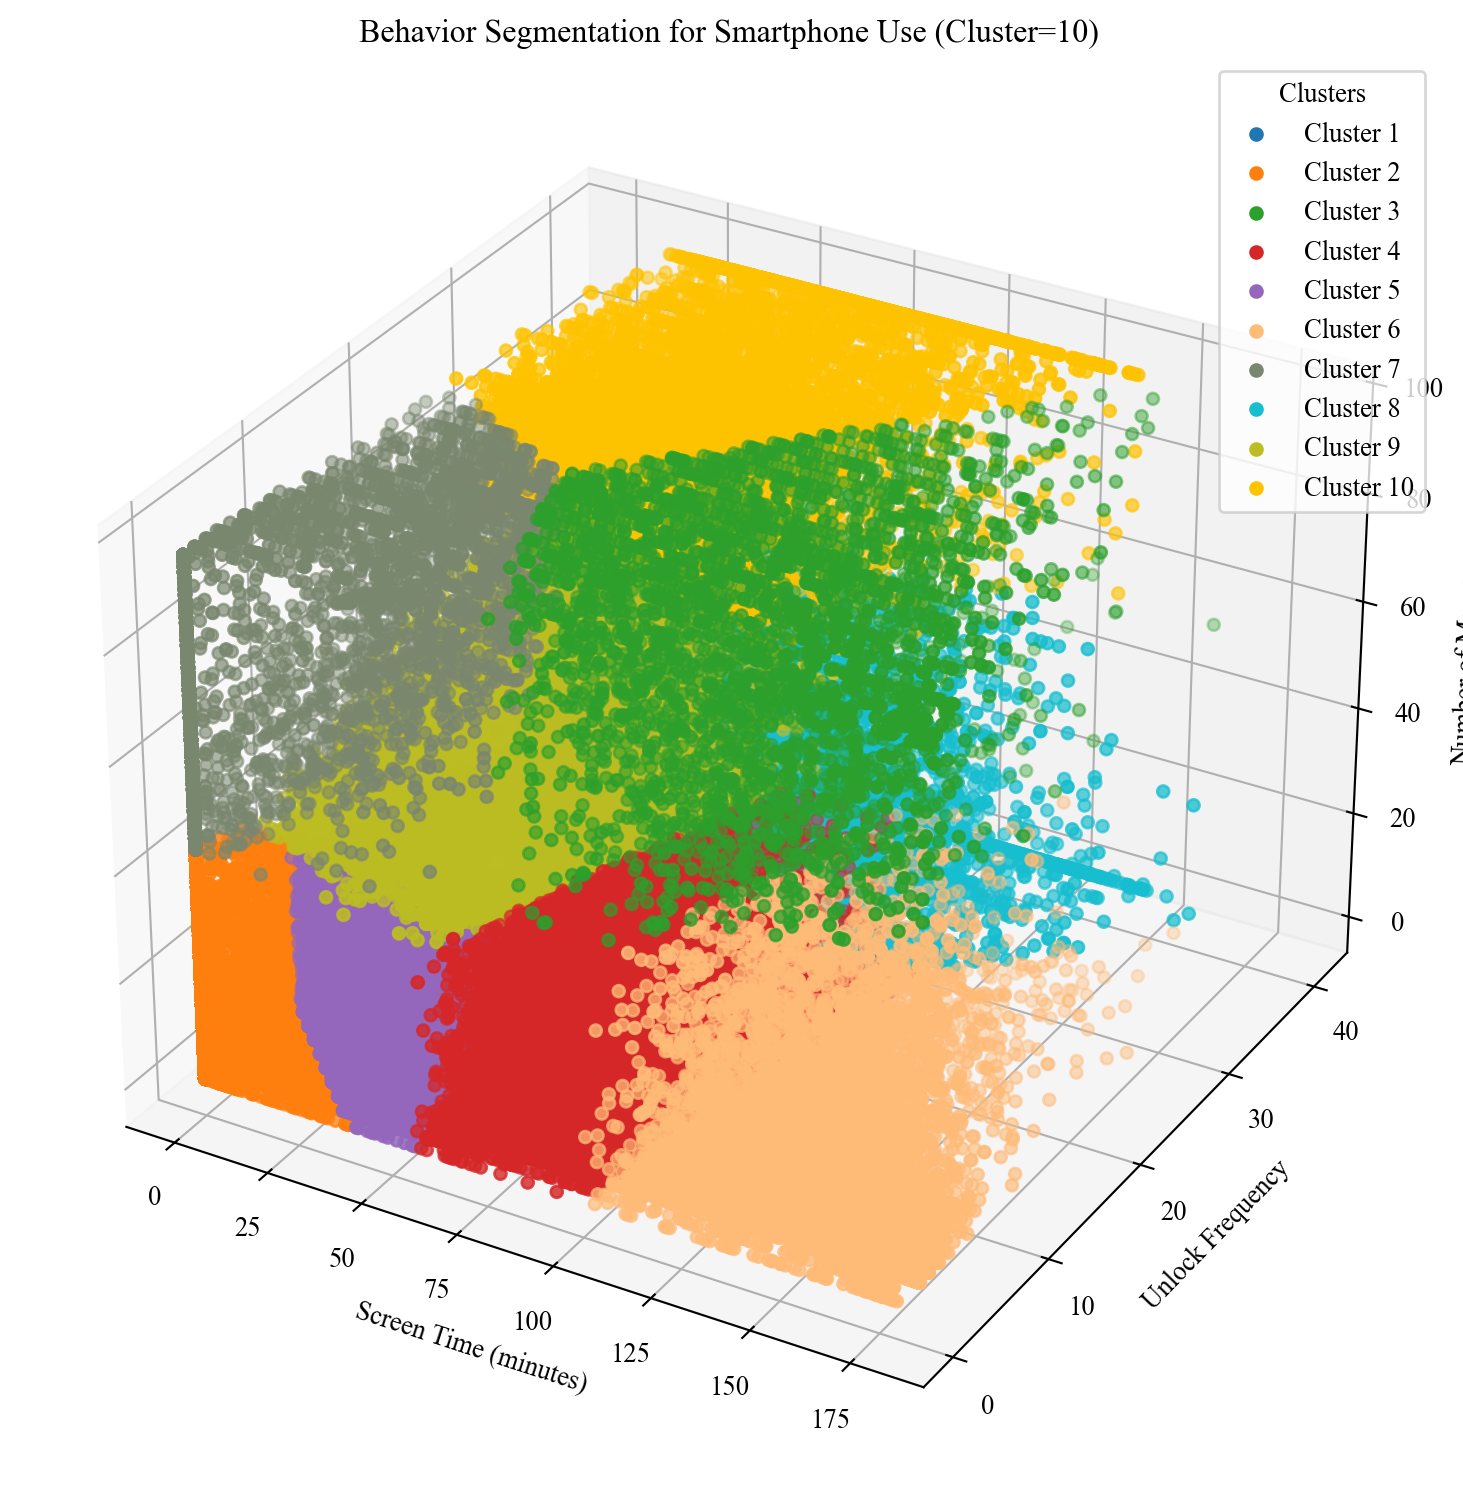 Behavior Segmentation for Smartphone Use (Cluster=10)
Clusters
Cluster 1
Cluster 2
Cluster 3
Cluster 4
Cluster 5
Cluster 6
Cluster 7
Cluster 8
Cluster 9
Cluster 10
100
80
60
40
20
0
Number of
40
30
20
10
0
Unlock Frequency
0
25
50
75
100
125
150
175
Screen Time (minutes)